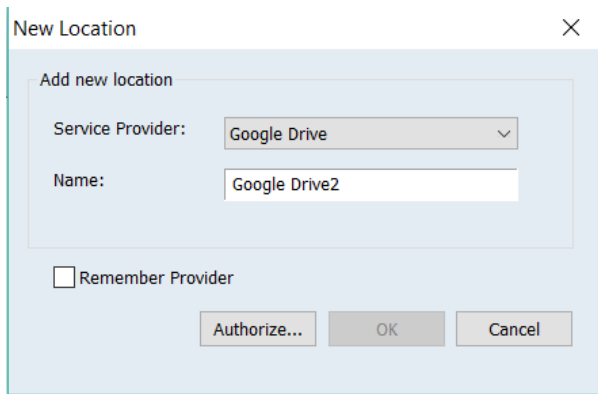 New Location
Add new location
Service Provider: Google Drive
Name: Google Drive2
Remember Provider
Authorize... OK Cancel